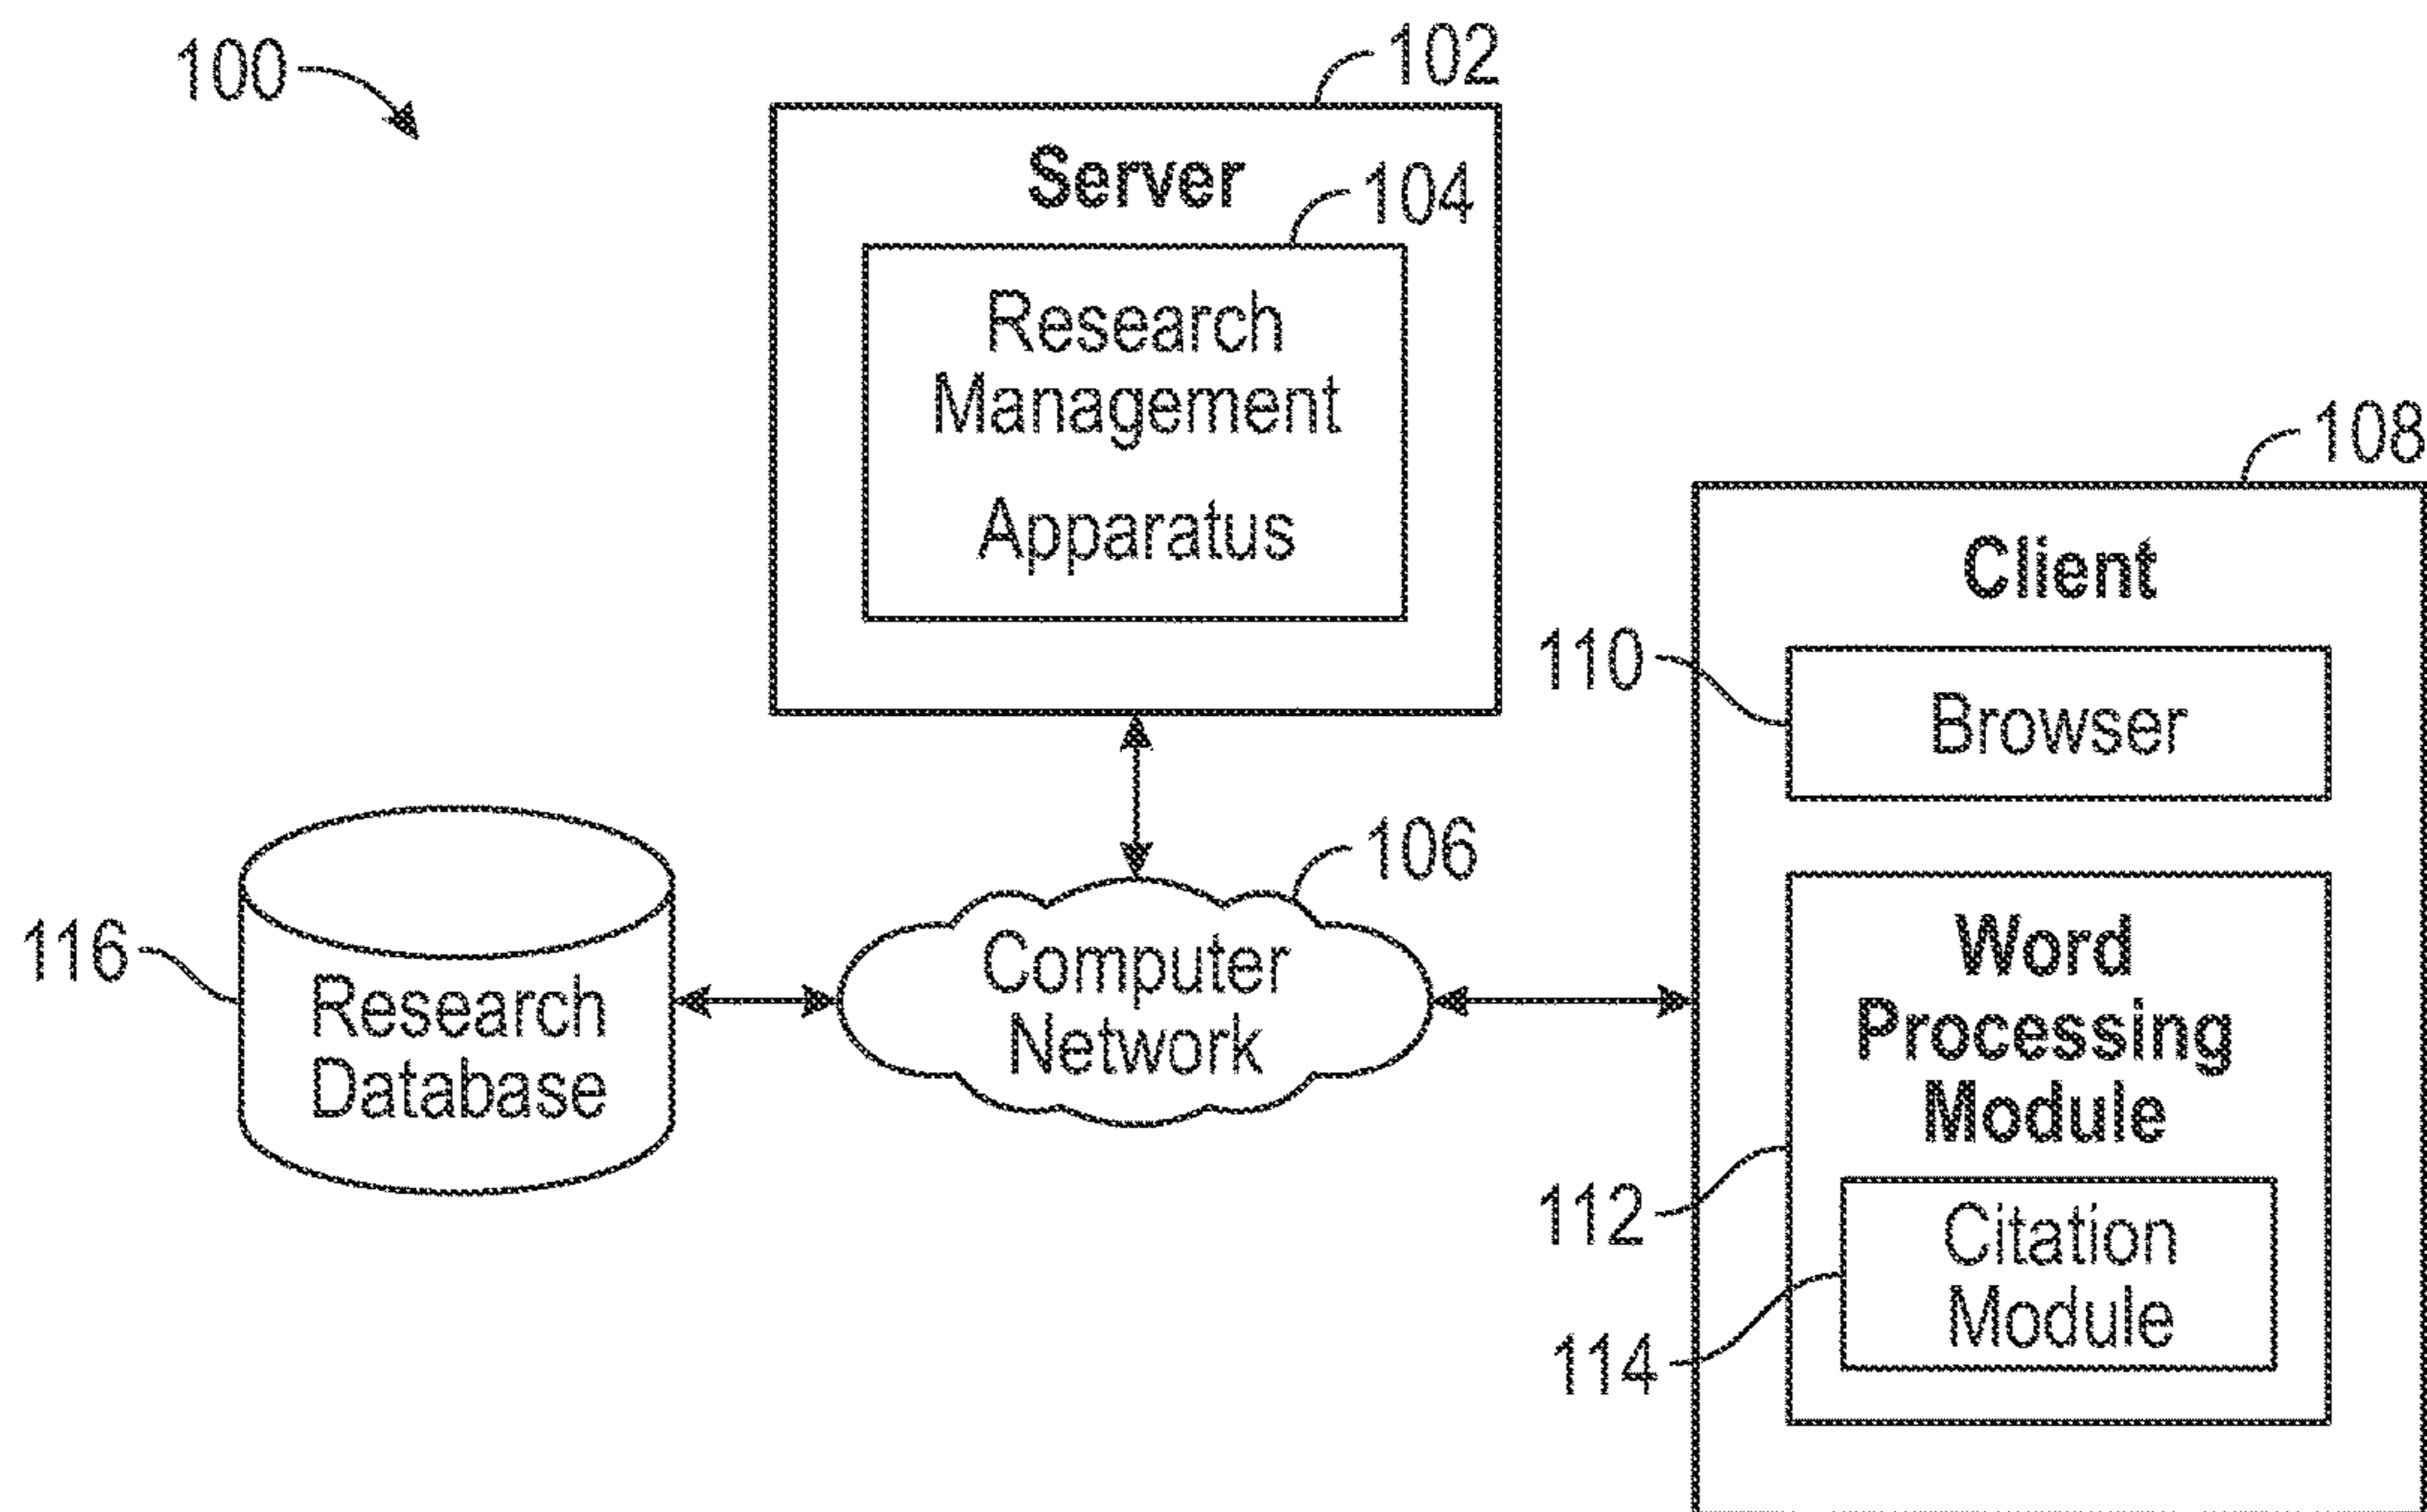 100
102
Server
104
Research
Management
Apparatus
108
Client
110
Browser
106
116
Research
Database
Computer
Network
Word
Processing
Module
112
Citation
Module
114